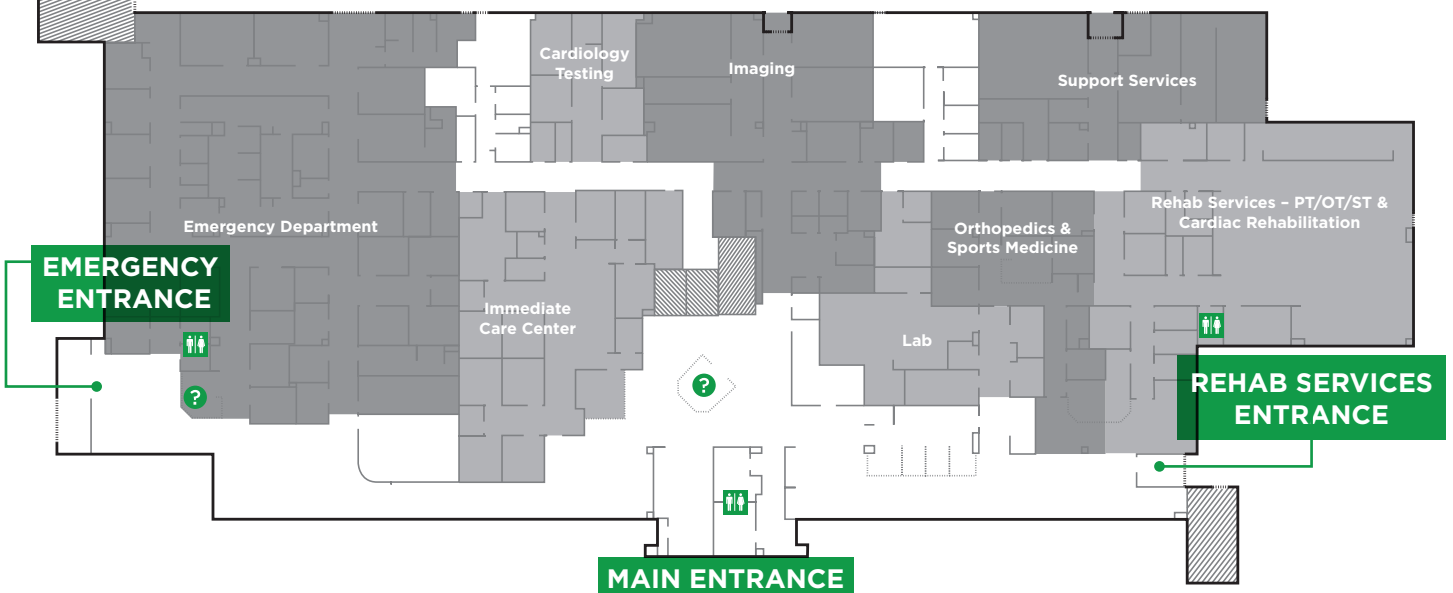 Cardiology
Testing
Imaging
Support Services
Emergency Department
Rehab Services – PT/OT/ST &
Cardiac Rehabilitation
Orthopedics &
Sports Medicine
EMERGENCY
ENTRANCE
Immediate
Care Center
Lab
?
?
REHAB SERVICES
ENTRANCE
MAIN ENTRANCE